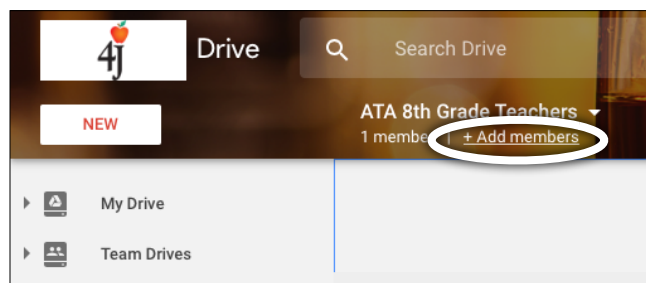 4J
Drive
Search Drive
NEW
ATA 8th Grade Teachers
1 member | + Add members
My Drive
Team Drives